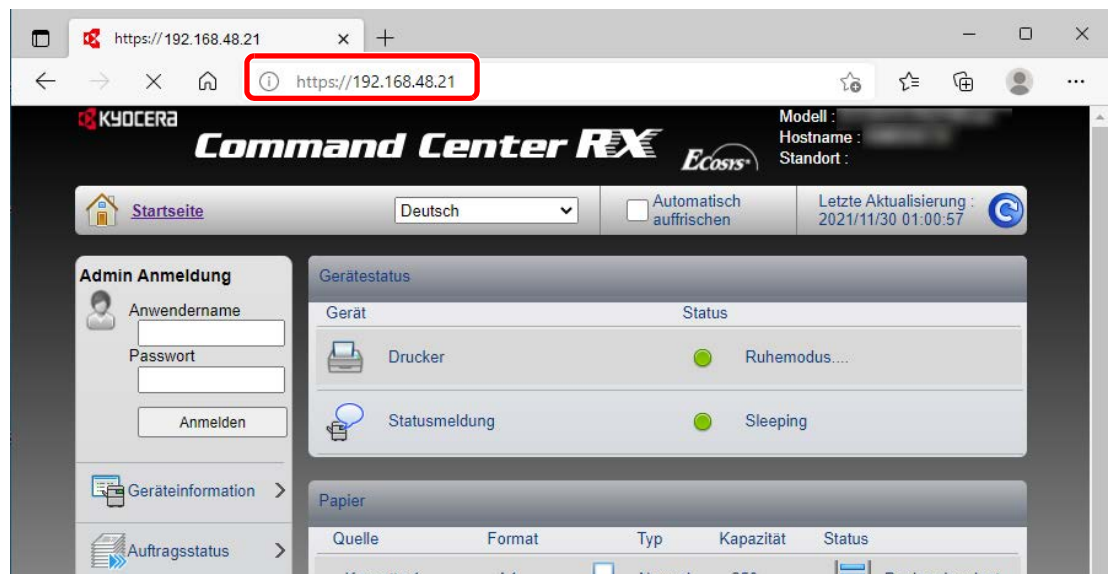 https://192.168.48.21
https://192.168.48.21
KYOCERA
Command Center RX
Ecosys
Modell :
Hostname :
Standort :
Startseite
Deutsch
Automatisch
auffrischen
Letzte Aktualisierung :
2021/11/30 01:00:57
Admin Anmeldung
Anwendername
Passwort
Anmelden
Geräteinformation
Auftragsstatus
Gerätestatus
Gerät Status
Drucker Ruhemodus....
Statusmeldung Sleeping
Papier
Quelle Format Typ Kapazität Status